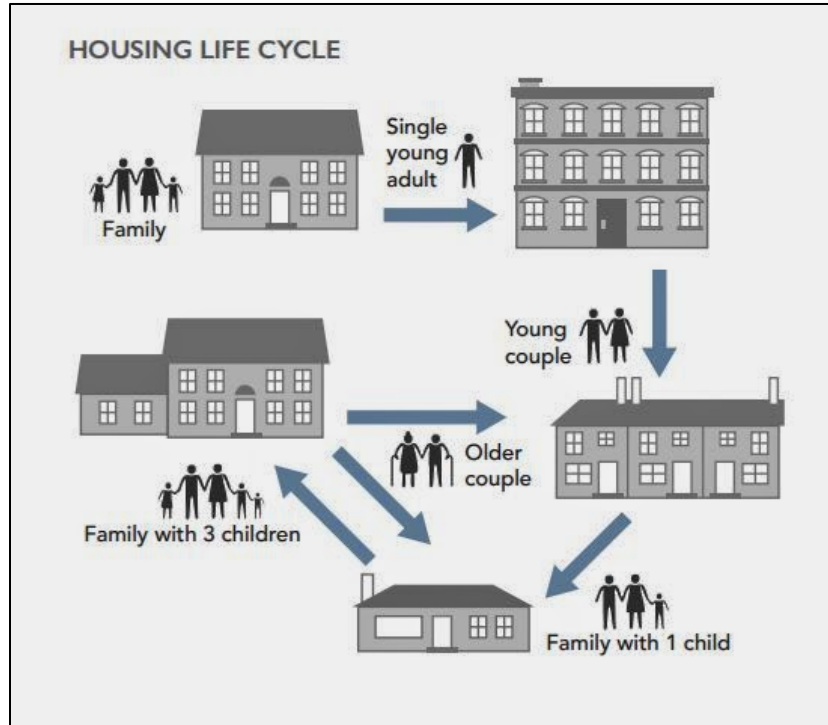 HOUSING LIFE CYCLE
Single
young
adult
Family
Young
couple
Older
couple
Family with 3 children
Family with 1 child